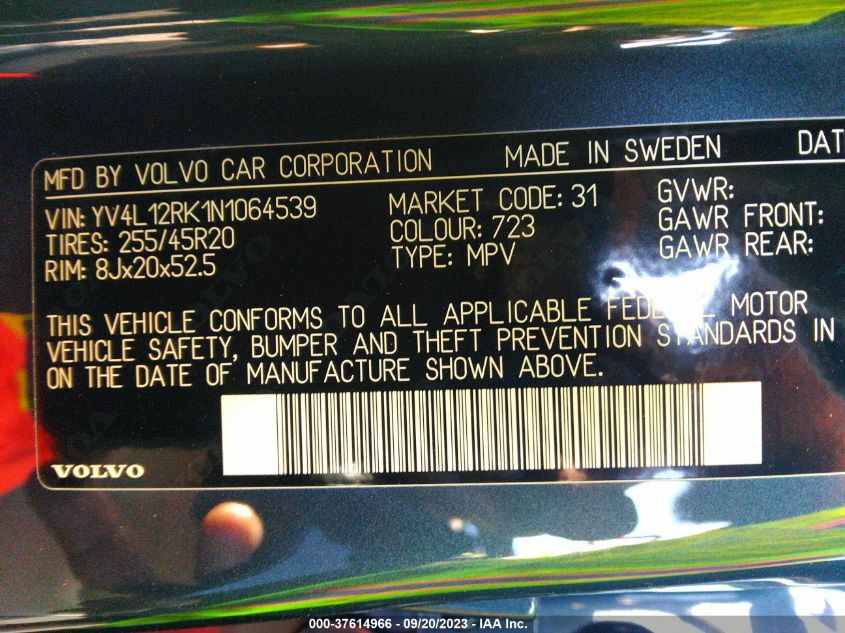 MFD BY VOLVO CAR CORPORATION MADE IN SWEDEN DAT
VIN: YV4L12RK1N1064539 MARKET CODE: 31 GVWR:
TIRES: 255/45R20 COLOUR: 723 GAWR FRONT:
RIM: 8Jx20x52.5 TYPE: MPV GAWR REAR:
THIS VEHICLE CONFORMS TO ALL APPLICABLE FEDERAL MOTOR
VEHICLE SAFETY, BUMPER AND THEFT PREVENTION STANDARDS IN
ON THE DATE OF MANUFACTURE SHOWN ABOVE.
VOLVO
000-37614966 - 09/20/2023 - IAA Inc.